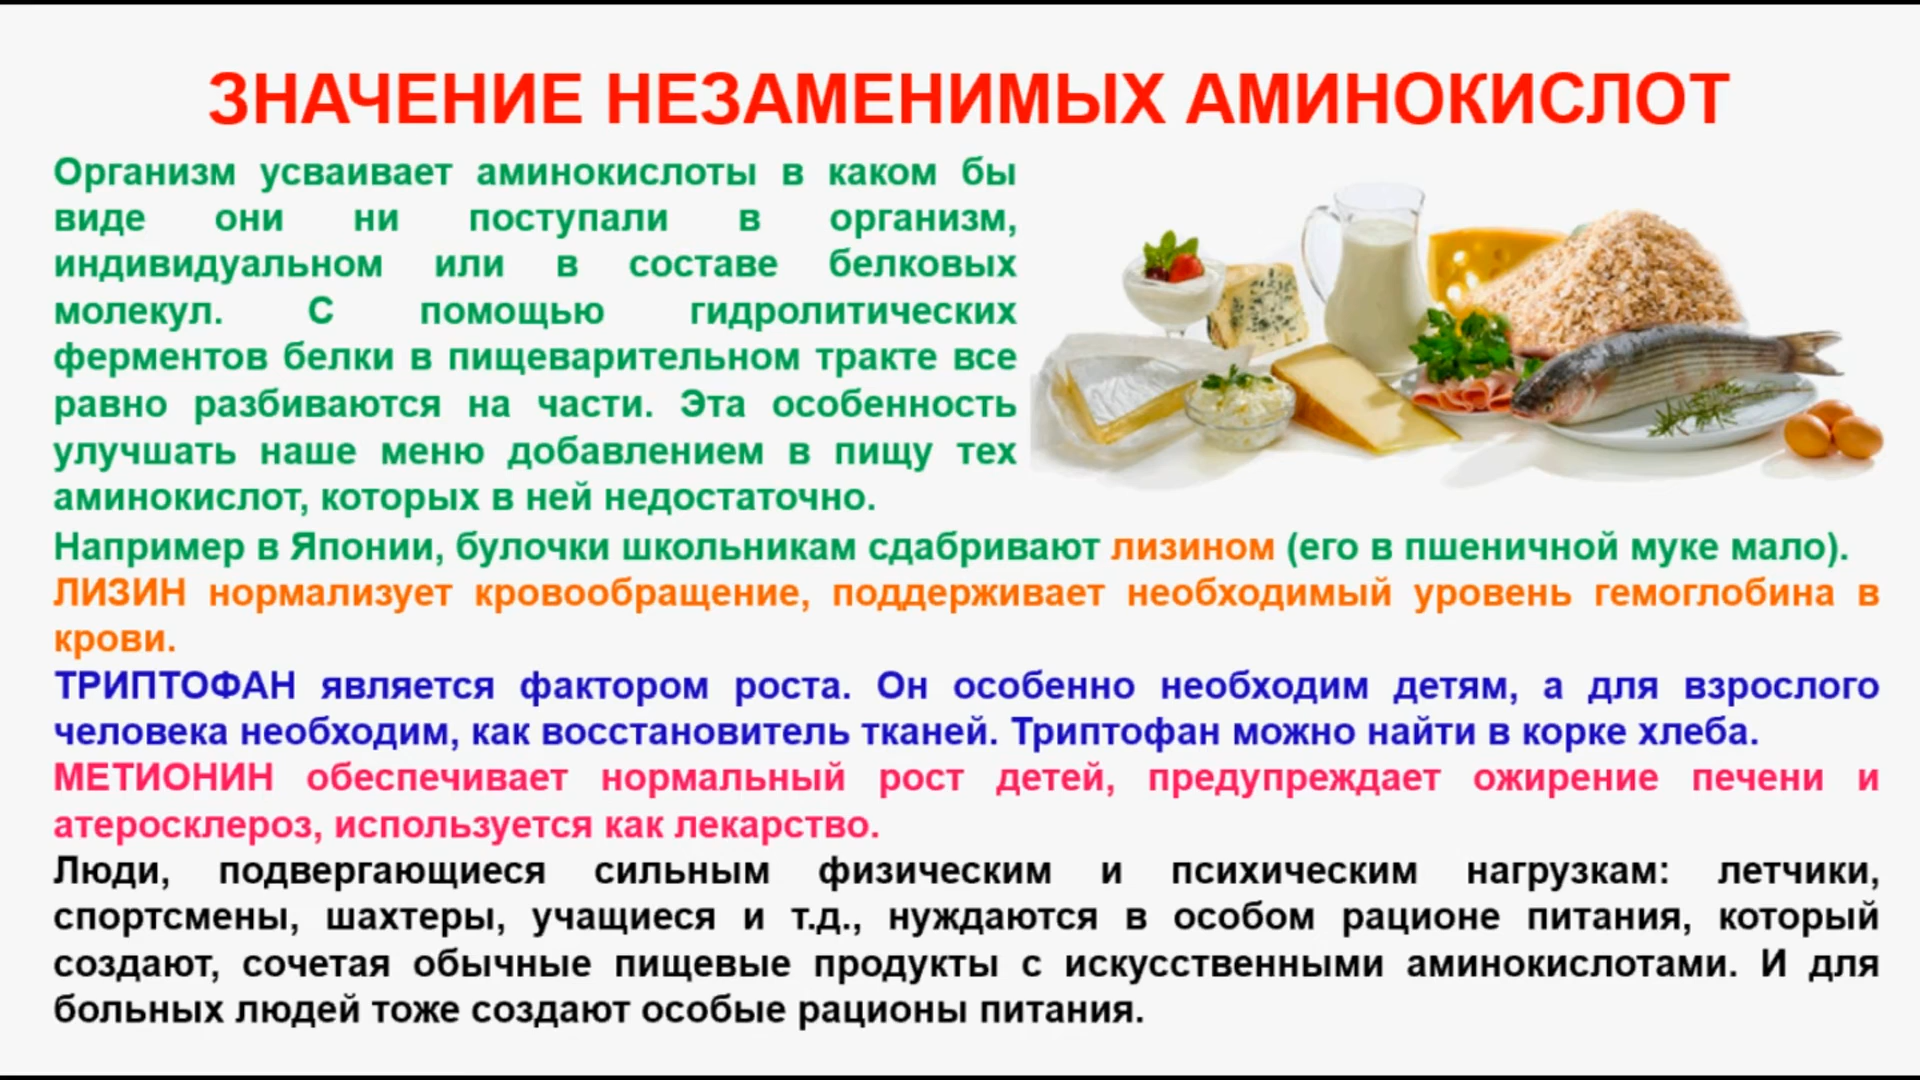 ЗНАЧЕНИЕ НЕЗАМЕНИМЫХ АМИНОКИСЛОТ
Организм усваивает аминокислоты в каком бы
виде они ни поступали в организм,
индивидуальном или в составе белковых
молекул. С помощью гидролитических
ферментов белки в пищеварительном тракте все
равно разбиваются на части. Эта особенность
улучшать наше меню добавлением в пищу тех
аминокислот, которых в ней недостаточно.
Например в Японии, булочки школьникам сдабривают лизином (его в пшеничной муке мало).
ЛИЗИН нормализует кровообращение, поддерживает необходимый уровень гемоглобина в
крови.
ТРИПТОФАН является фактором роста. Он особенно необходим детям, а для взрослого
человека необходим, как восстановитель тканей. Триптофан можно найти в корке хлеба.
МЕТИОНИН обеспечивает нормальный рост детей, предупреждает ожирение печени и
атеросклероз, используется как лекарство.
Люди, подвергающиеся сильным физическим и психическим нагрузкам: летчики,
спортсмены, шахтеры, учащиеся и т.д., нуждаются в особом рационе питания, который
создают, сочетая обычные пищевые продукты с искусственными аминокислотами. И для
больных людей тоже создают особые рационы питания.